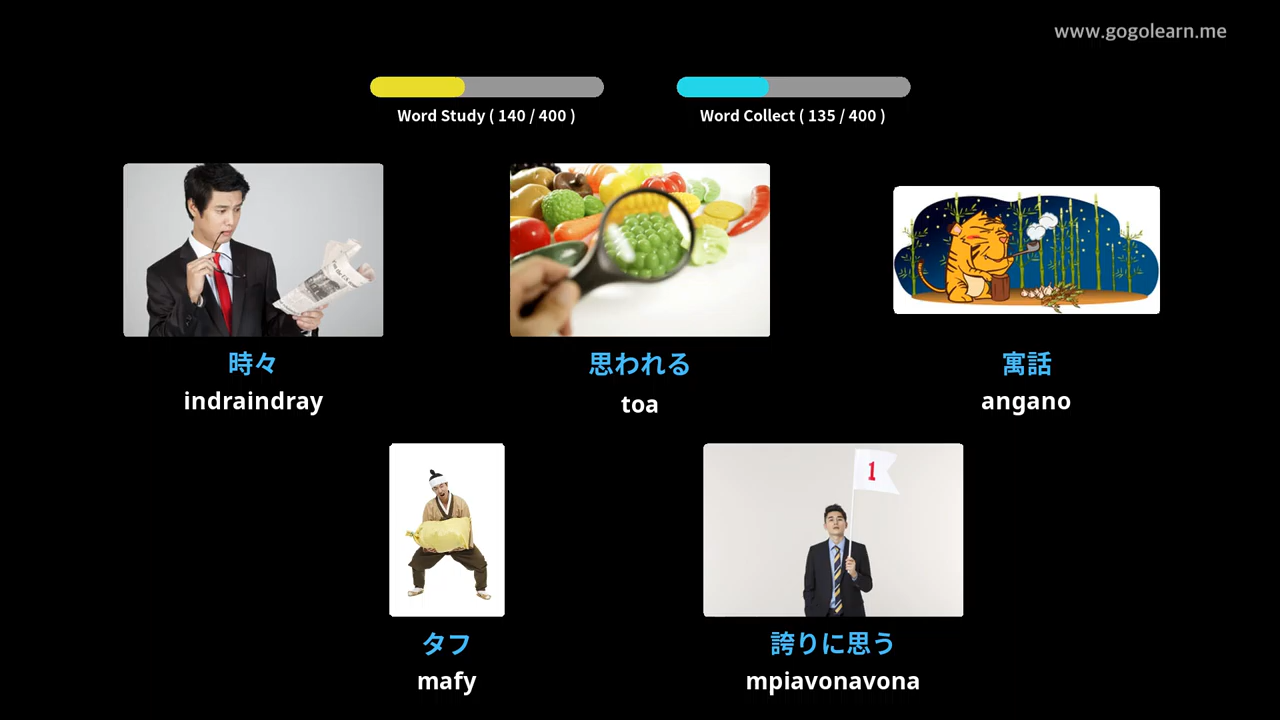 www.gogolearn.me
Word Study ( 140 / 400 )
Word Collect ( 135 / 400 )
時々
indraindray
思われる
toa
寓話
angano
1
タフ
mafy
誇りに思う
mpiavonavona